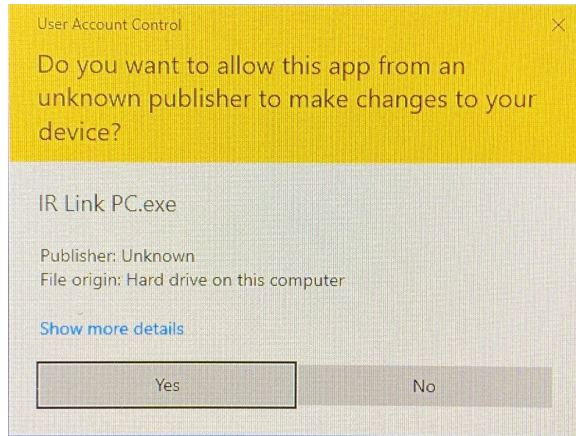 User Account Control
Do you want to allow this app from an
unknown publisher to make changes to your
device?
IR Link PC.exe
Publisher: Unknown
File origin: Hard drive on this computer
Show more details
Yes
No